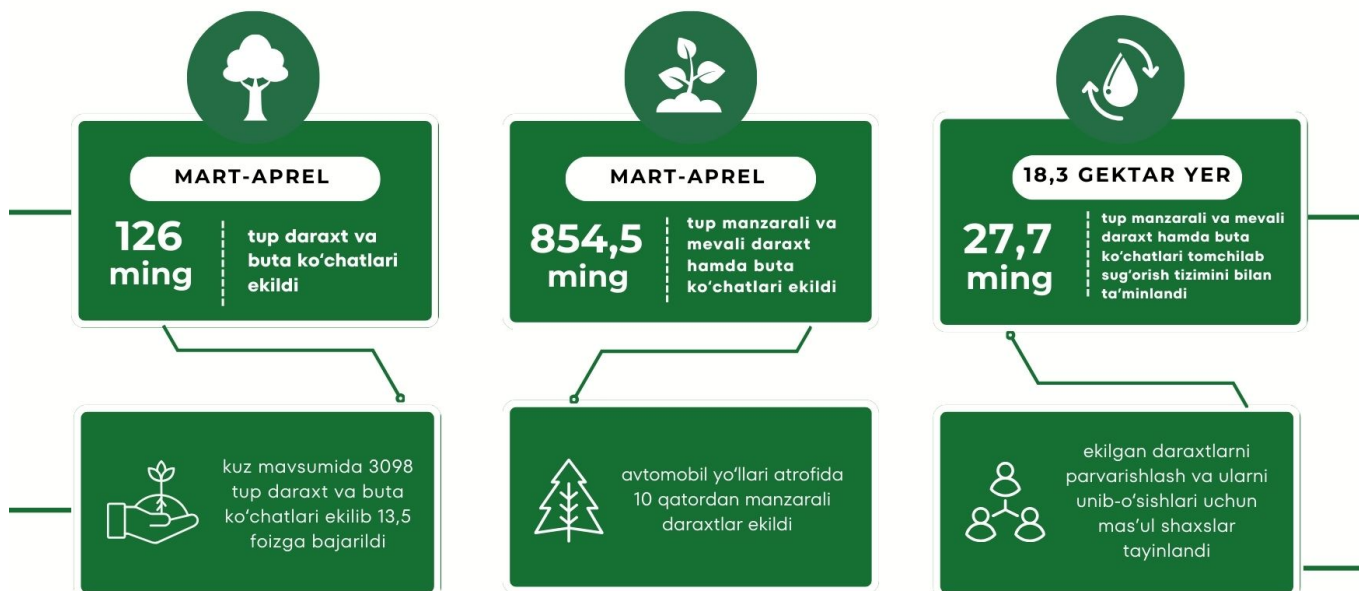 MART-APREL
126
ming
tup daraxt va
buta ko‘chatlari
ekildi
MART-APREL
854,5
ming
tup manzarali va
mevali daraxt
hamda buta
ko‘chatlari ekildi
18,3 GEKTAR YER
27,7
ming
tup manzarali va mevali
daraxt hamda buta
ko‘chatlari tomchilab
sug‘orish tizimini bilan
ta’minlandi
kuz mavsumida 3098
tup daraxt va buta
ko‘chatlari ekilib 13,5
foizga bajarildi
avtomobil yo‘llari atrofida
10 qatordan manzarali
daraxtlar ekildi
ekilgan daraxtlarni
parvarishlash va ularni
unib-o‘sishlari uchun
mas’ul shaxslar
tayinlandi